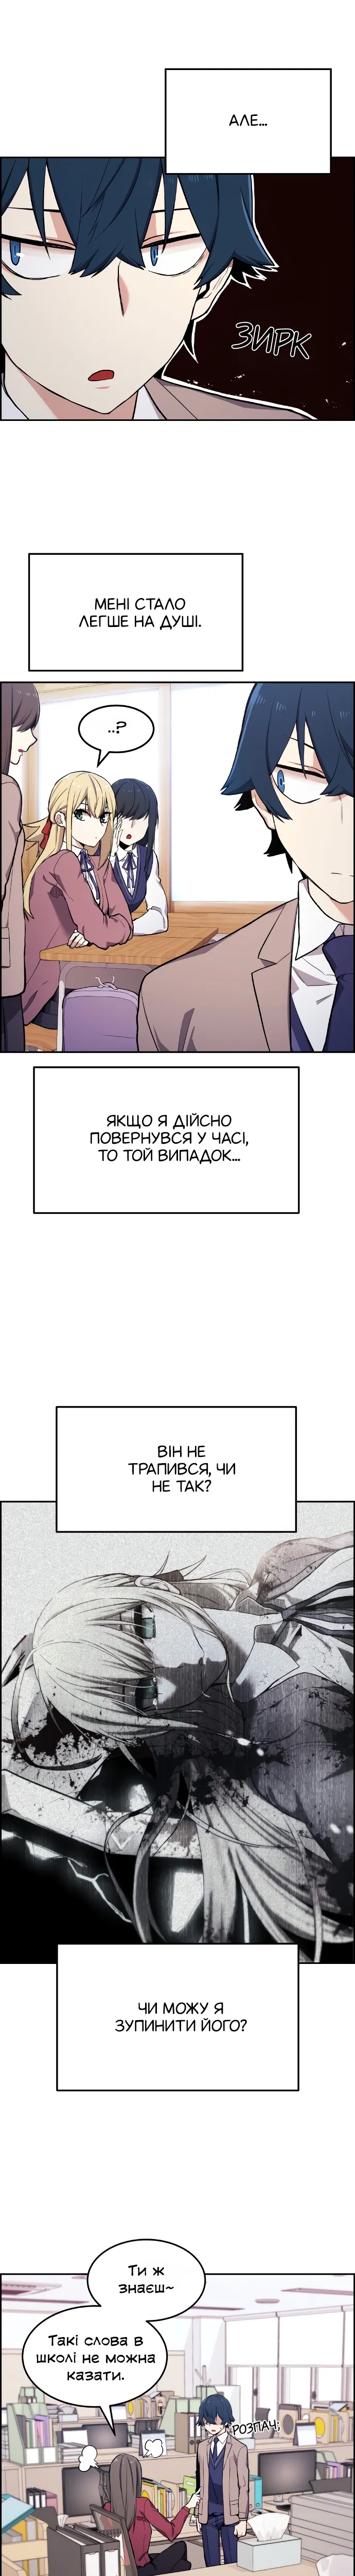 АЛЕ...
ЗИРК
МЕНІ СТАЛО
ЛЕГШЕ НА ДУШІ.
..?
ЯКЩО Я ДІЙСНО
ПОВЕРНУВСЯ У ЧАСІ,
ТО ТОЙ ВИПАДОК...
ВІН НЕ
ТРАПИВСЯ, ЧИ
НЕ ТАК?
ЧИ МОЖУ Я
ЗУПИНИТИ ЙОГО?
Ти ж
знаєш~
Такі слова в
школі не можна
казати.
РОЗПАЧ;